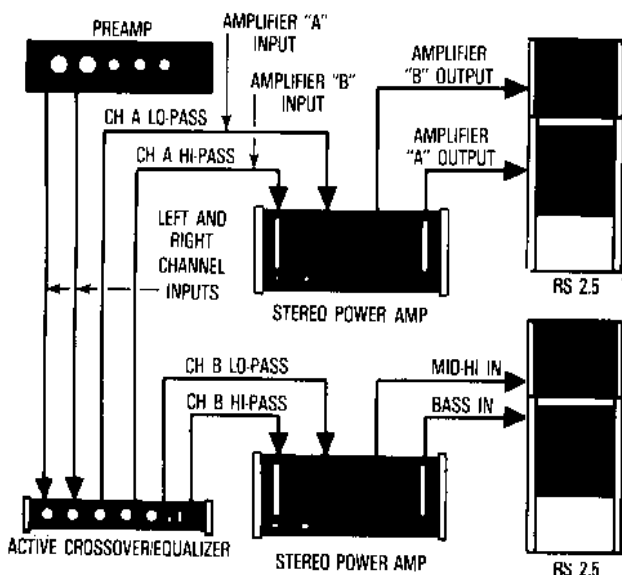 PREAMP
AMPLIFIER "A"
INPUT
AMPLIFIER "B"
INPUT
AMPLIFIER
"B" OUTPUT
CH A LO-PASS
CH A HI-PASS
AMPLIFIER
"A" OUTPUT
LEFT AND
RIGHT
CHANNEL
INPUTS
STEREO POWER AMP
RS 2.5
CH B LO-PASS
CH B HI-PASS
MID-HI IN
BASS IN
ACTIVE CROSSOVER/EQUALIZER
STEREO POWER AMP
RS 2.5